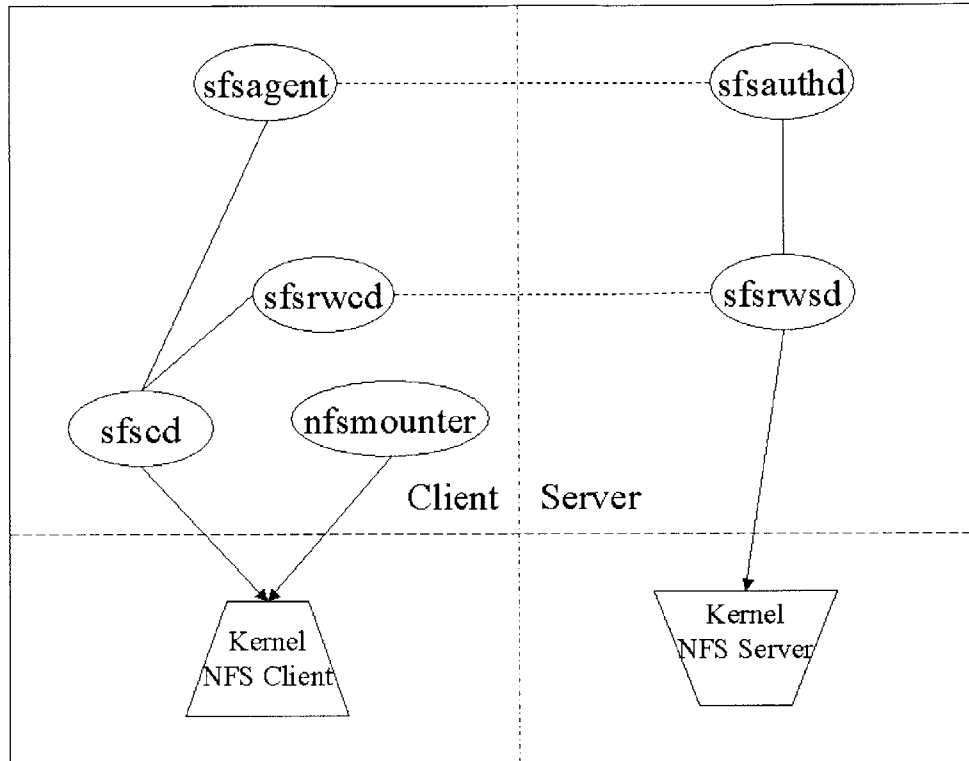 sfsagent
sfsauthd
sfsrwcd
sfsrwsd
sfscd
nfsmounter
Client
Server
Kernel
NFS Client
Kernel
NFS Server